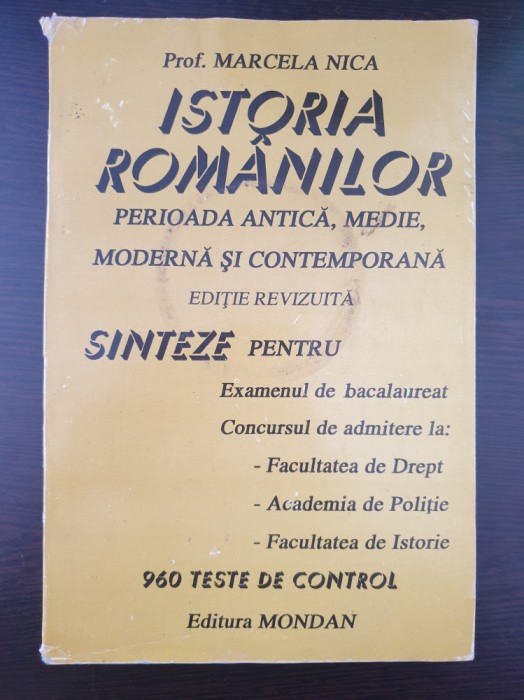 Prof. MARCELA NICA
ISTORIA
ROMÂNILOR
PERIOADA ANTICĂ, MEDIE,
MODERNĂ ŞI CONTEMPORANĂ
EDIŢIE REVIZUITĂ
SINTEZE PENTRU
Examenul de bacalaureat
Concursul de admitere la:
- Facultatea de Drept
- Academia de Poliţie
- Facultatea de Istorie
960 TESTE DE CONTROL
Editura MONDAN